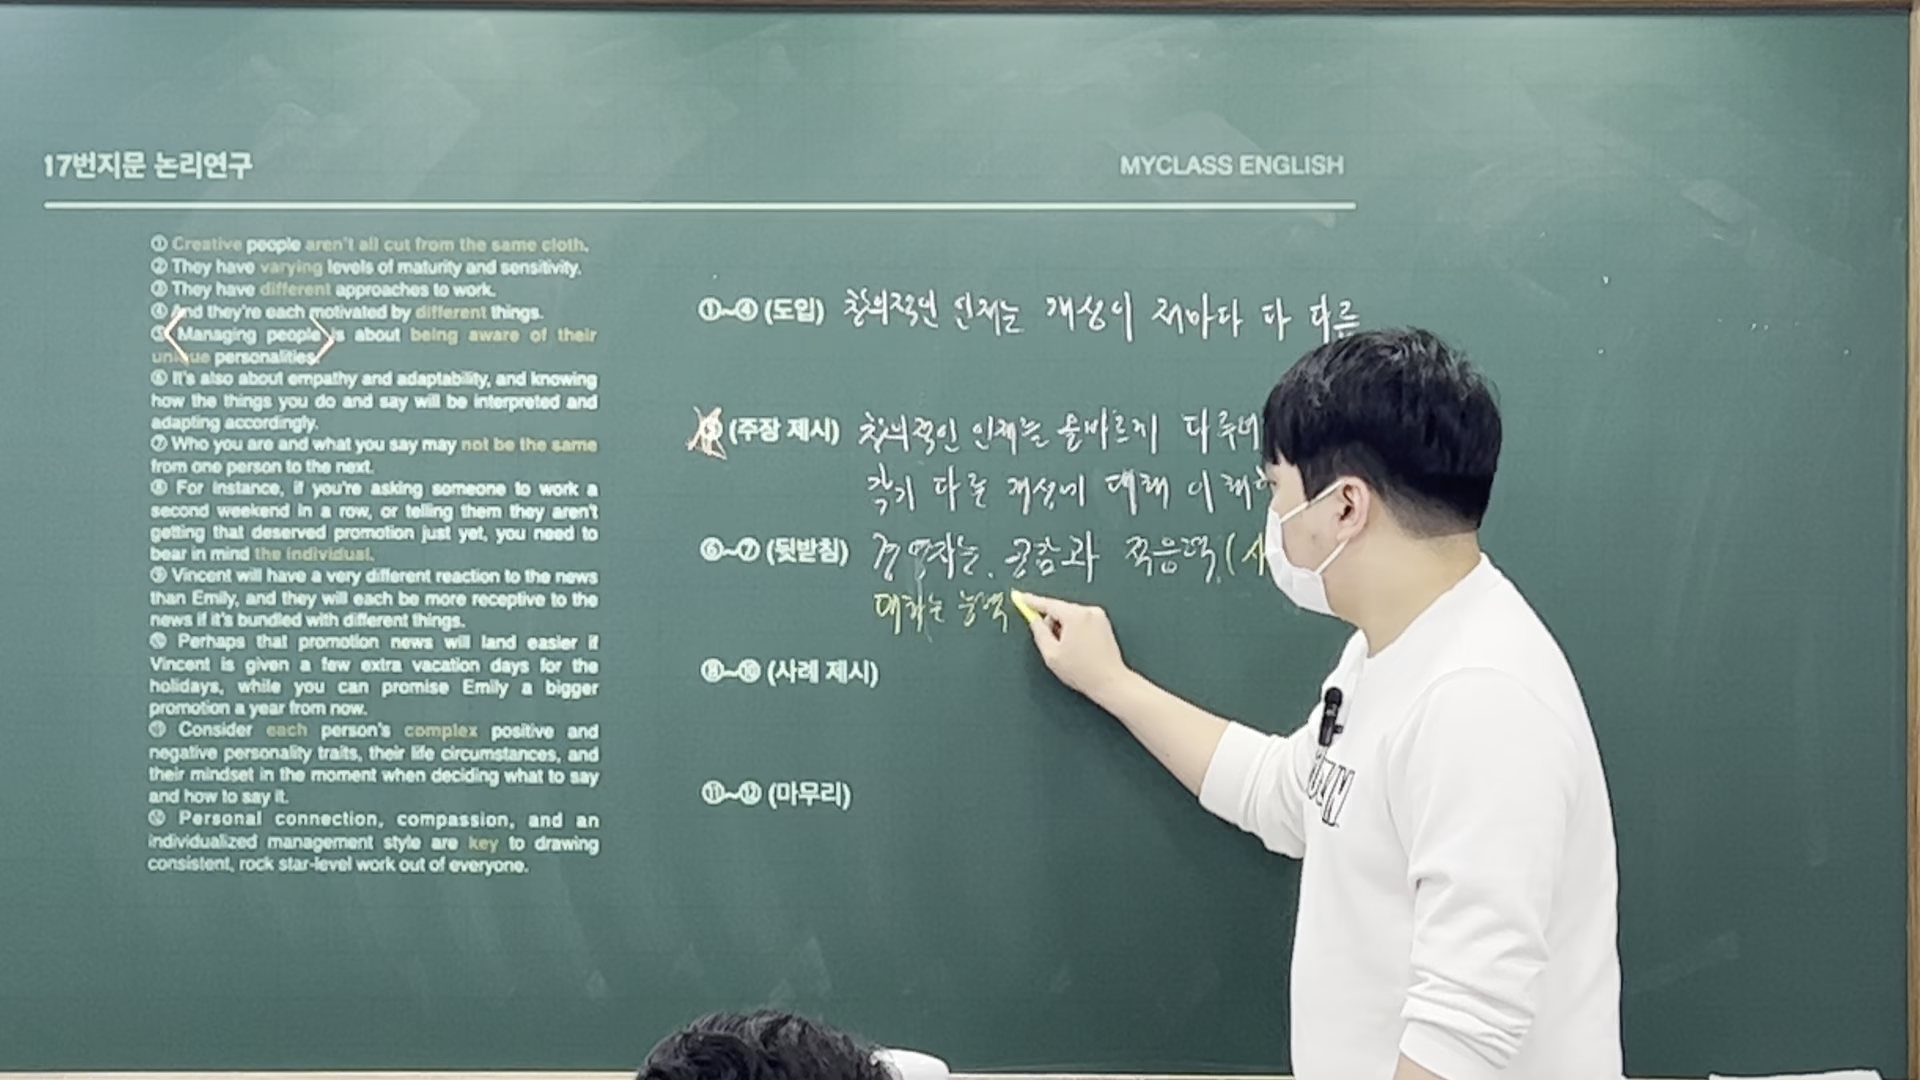 17번지문 논리연구
MYCLASS ENGLISH
① Creative people aren't all cut from the same cloth.
② They have varying levels of maturity and sensitivity.
③ They have different approaches to work.
④ And they're each motivated by different things.
⑤ Managing people is about being aware of their
unique personalities.
⑥ It's also about empathy and adaptability, and knowing
how the things you do and say will be interpreted and
adapting accordingly.
⑦ Who you are and what you say may not be the same
from one person to the next.
⑧ For instance, if you're asking someone to work a
second weekend in a row, or telling them they aren't
getting that deserved promotion just yet, you need to
bear in mind the individual.
⑨ Vincent will have a very different reaction to the news
than Emily, and they will each be more receptive to the
news if it's bundled with different things.
⑩ Perhaps that promotion news will land easier if
Vincent is given a few extra vacation days for the
holidays, while you can promise Emily a bigger
promotion a year from now.
⑪ Consider each person's complex positive and
negative personality traits, their life circumstances, and
their mindset in the moment when deciding what to say
and how to say it.
⑫ Personal connection, compassion, and an
individualized management style are key to drawing
consistent, rock star-level work out of everyone.
①~④ (도입) 창의적인 인재는 개성이 저마다 다 다름
⑤ (주장 제시) 창의적인 인재는 올바르게 다루
각기 다른 개성에 대해 이해
⑥~⑦ (뒷받침) 경영자는 공감과 적응력 (사
대하는 능력
⑧~⑩ (사례 제시)
⑪~⑫ (마무리)